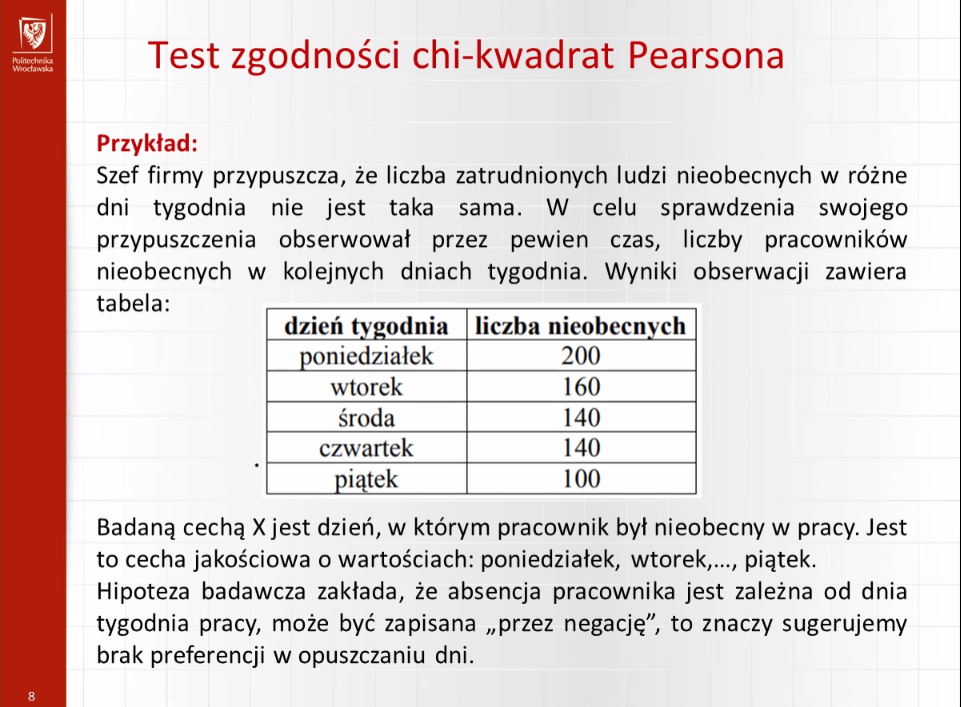 Politechnika
Wrocławska
Test zgodności chi-kwadrat Pearsona
Przykład:
Szef firmy przypuszcza, że liczba zatrudnionych ludzi nieobecnych w różne
dni tygodnia nie jest taka sama. W celu sprawdzenia swojego
przypuszczenia obserwował przez pewien czas, liczby pracowników
nieobecnych w kolejnych dniach tygodnia. Wyniki obserwacji zawiera
tabela:
dzień tygodnia liczba nieobecnych
poniedziałek 200
wtorek 160
środa 140
czwartek 140
. piątek 100
Badaną cechą X jest dzień, w którym pracownik był nieobecny w pracy. Jest
to cecha jakościowa o wartościach: poniedziałek, wtorek,..., piątek.
Hipoteza badawcza zakłada, że absencja pracownika jest zależna od dnia
tygodnia pracy, może być zapisana „przez negację”, to znaczy sugerujemy
brak preferencji w opuszczaniu dni.
8